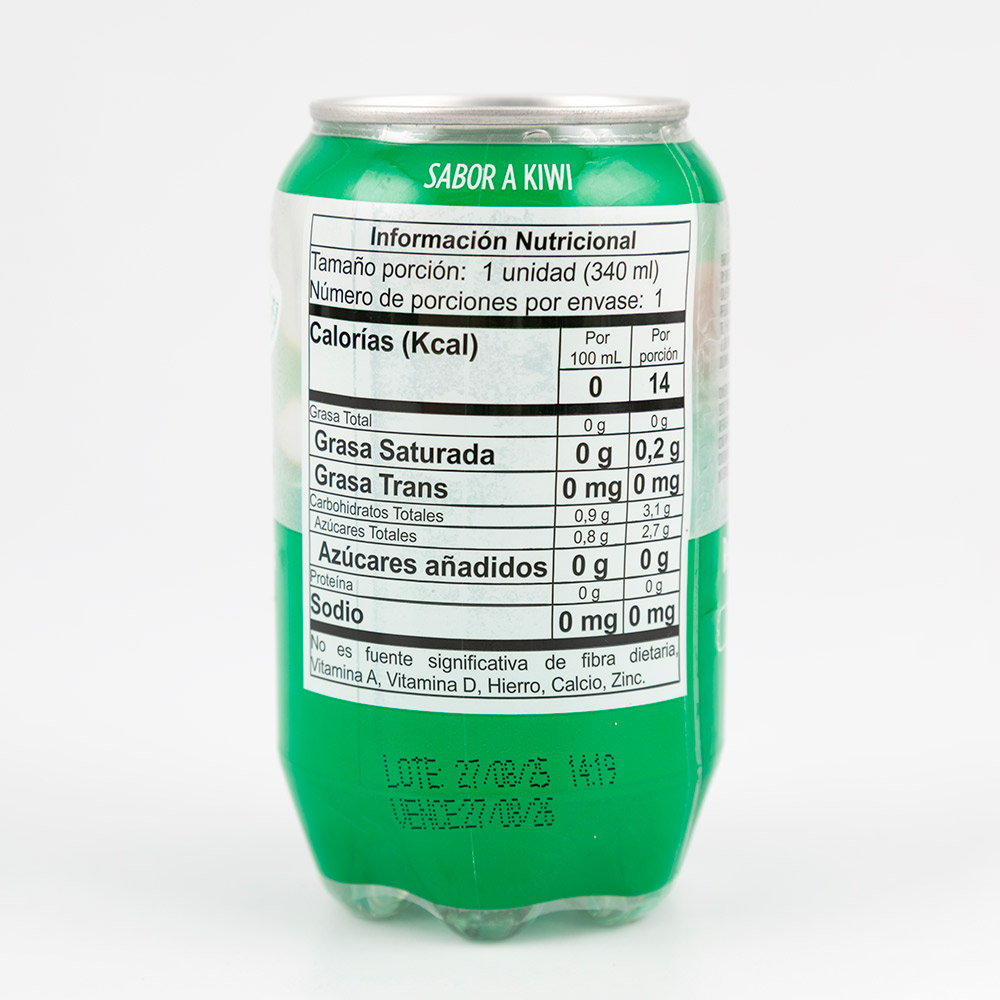 SABOR A KIWI
Información Nutricional
Tamaño porción: 1 unidad (340 ml)
Número de porciones por envase: 1
Calorías (Kcal) Por 100 mL Por porción
0 14
Grasa Total 0 g 0 g
Grasa Saturada 0 g 0,2 g
Grasa Trans 0 mg 0 mg
Carbohidratos Totales 0,9 g 3,1 g
Azúcares Totales 0,8 g 2,7 g
Azúcares añadidos 0 g 0 g
Proteína 0 g 0 g
Sodio 0 mg 0 mg
No es fuente significativa de fibra dietaria,
Vitamina A, Vitamina D, Hierro, Calcio, Zinc.
LOTE: 27/08/25 14:19
VENCE:27/08/26